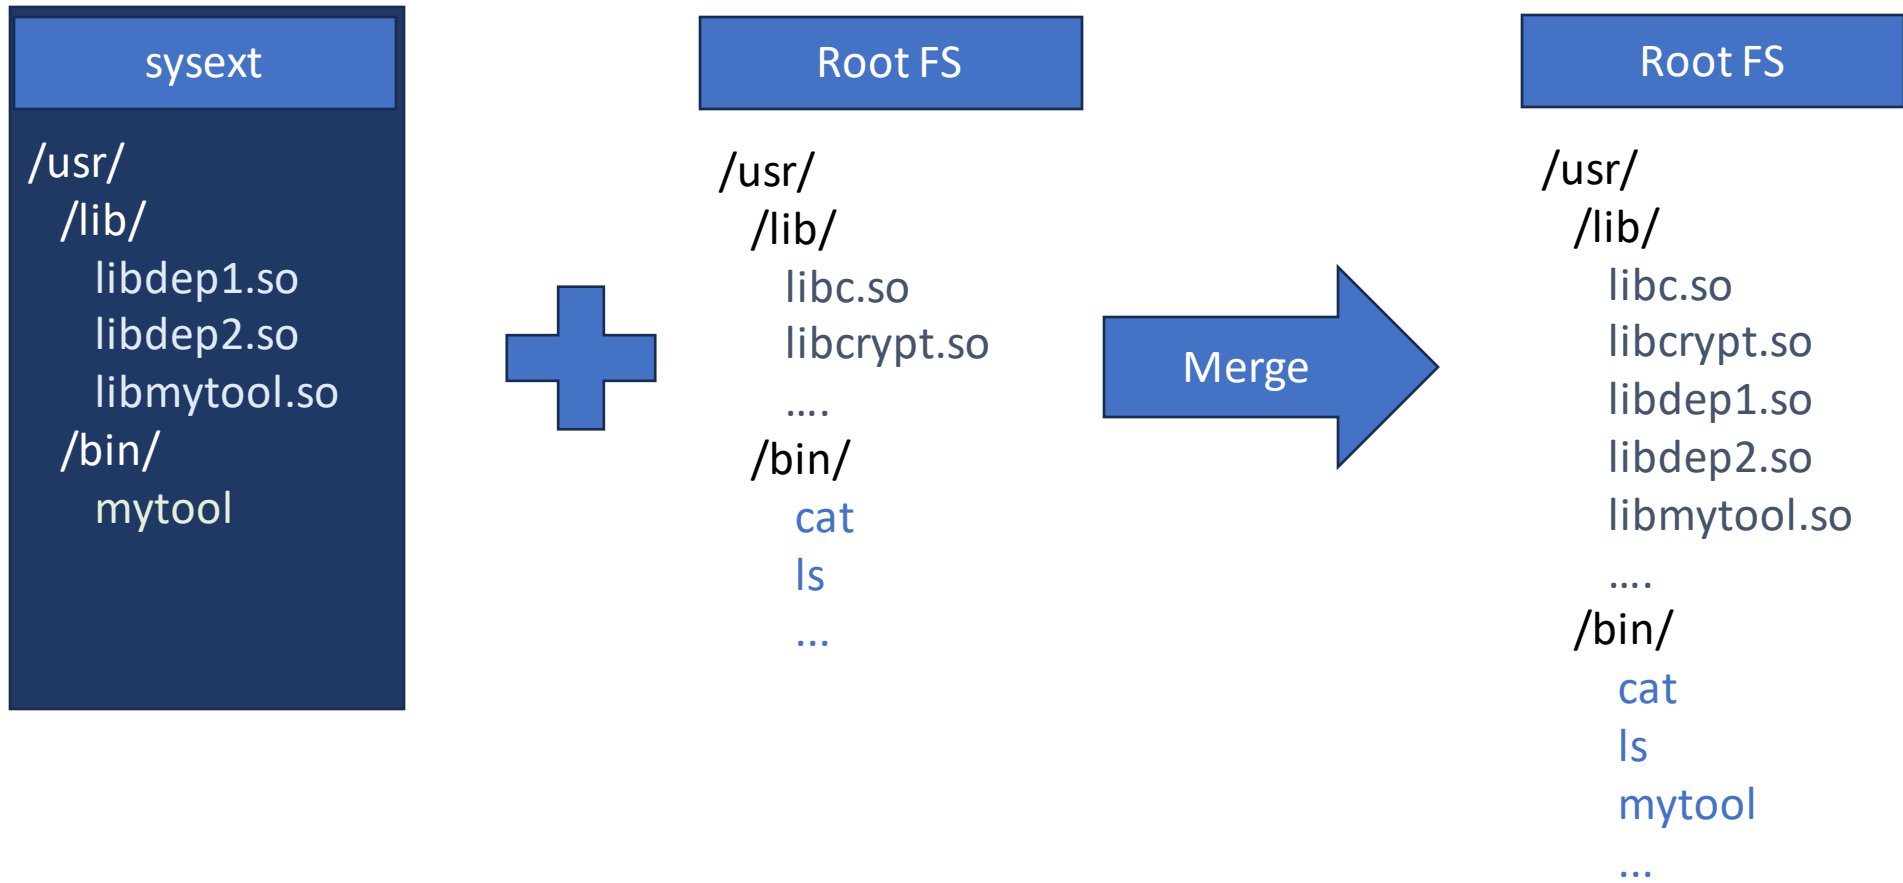 sysext
/usr/
/lib/
libdep1.so
libdep2.so
libmytool.so
/bin/
mytool
Root FS
/usr/
/lib/
libc.so
libcrypt.so
....
/bin/
cat
ls
...
Merge
Root FS
/usr/
/lib/
libc.so
libcrypt.so
libdep1.so
libdep2.so
libmytool.so
....
/bin/
cat
ls
mytool
...